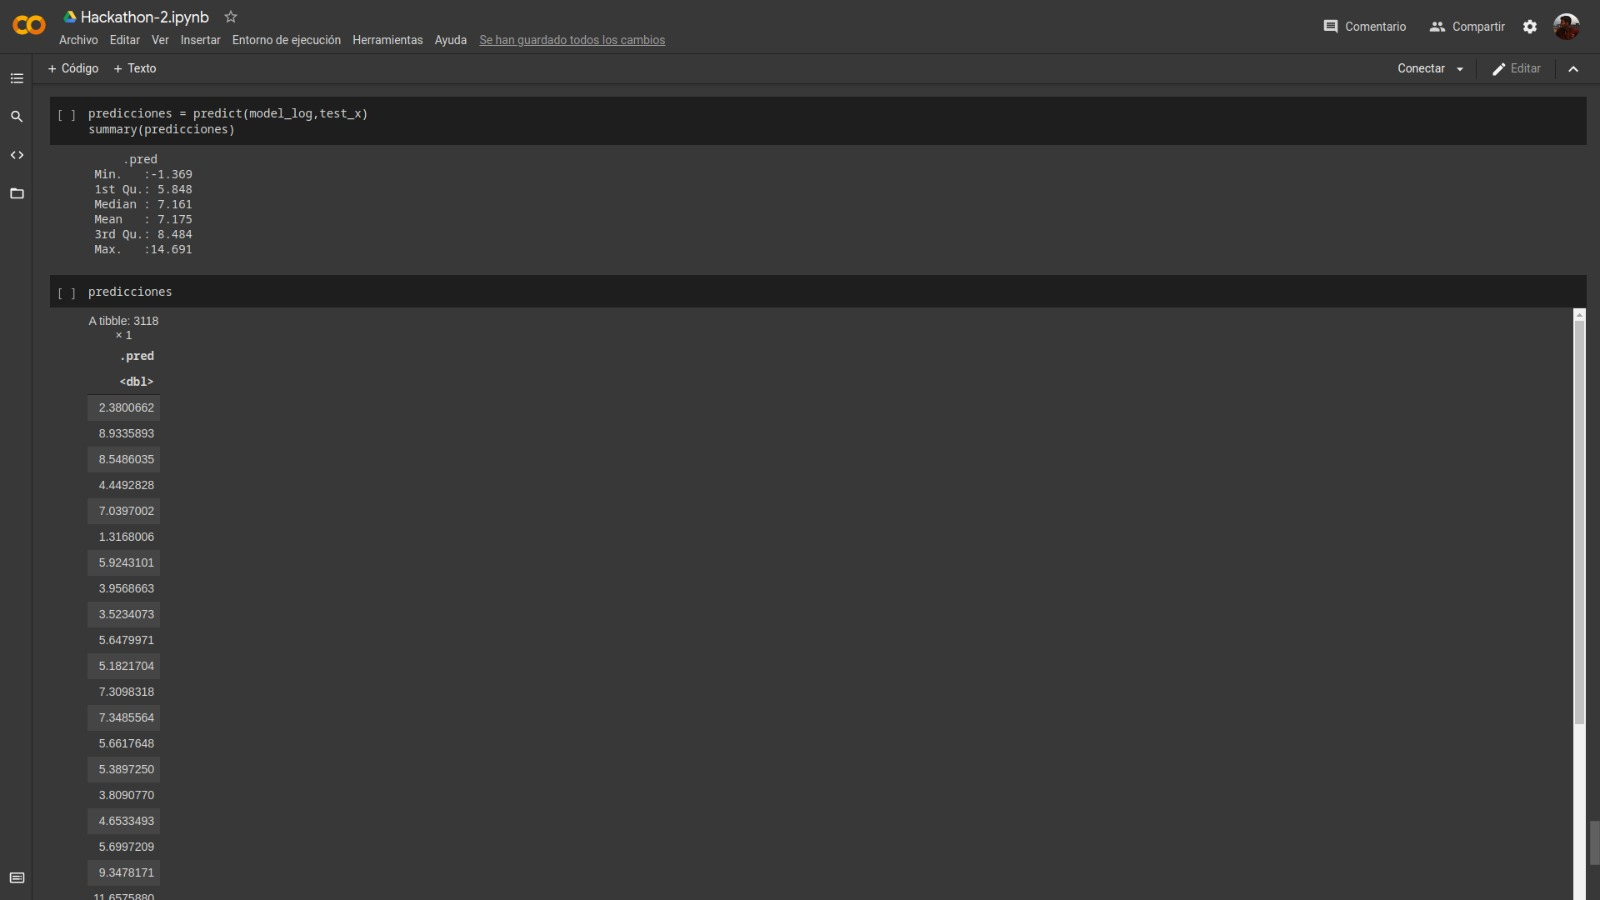 Hackathon-2.ipynb
Archivo Editar Ver Insertar Entorno de ejecución Herramientas Ayuda Se han guardado todos los cambios
Comentario Compartir
+ Código + Texto
Conectar Editar
[ ] predicciones = predict(model_log,test_x)
summary(predicciones)
.pred
Min. :-1.369
1st Qu.: 5.848
Median : 7.161
Mean : 7.175
3rd Qu.: 8.484
Max. :14.691
[ ] predicciones
A tibble: 3118
× 1
.pred
<dbl>
2.3800662
8.9335893
8.5486035
4.4492828
7.0397002
1.3168006
5.9243101
3.9568663
3.5234073
5.6479971
5.1821704
7.3098318
7.3485564
5.6617648
5.3897250
3.8090770
4.6533493
5.6997209
9.3478171
11.6575880